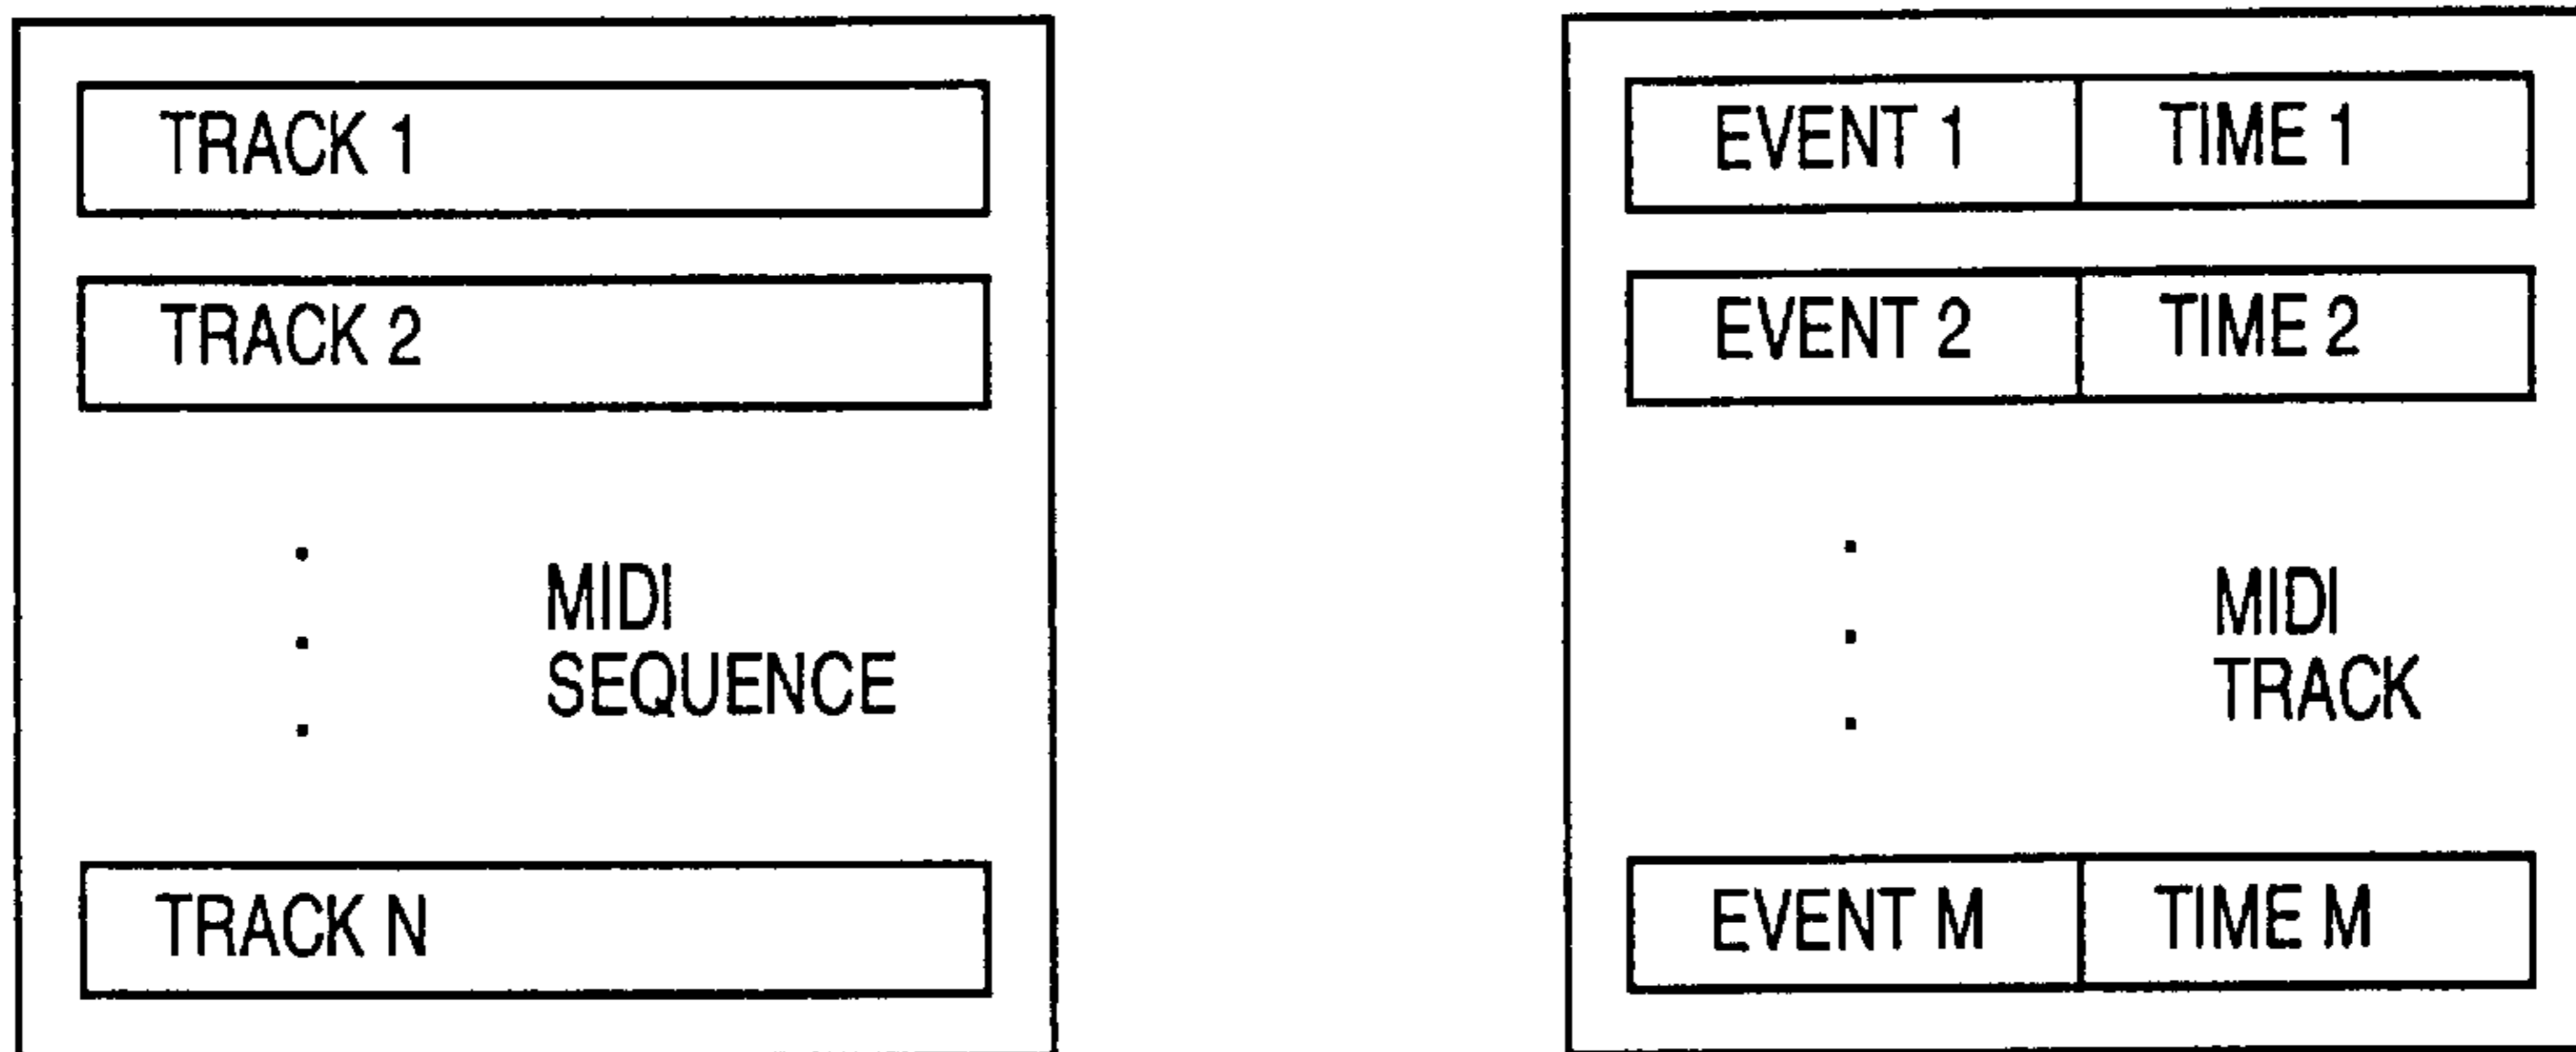 TRACK 1
TRACK 2
MIDI
SEQUENCE
TRACK N
EVENT 1 TIME 1
EVENT 2 TIME 2
MIDI
TRACK
EVENT M TIME M